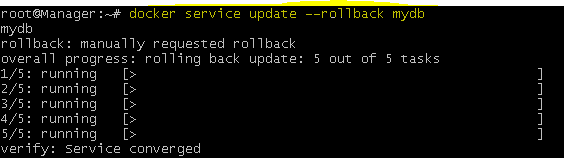 root@Manager:~# docker service update --rollback mydb
mydb
rollback: manually requested rollback
overall progress: rolling back update: 5 out of 5 tasks
1/5: running   [>                                                  ]
2/5: running   [>                                                  ]
3/5: running   [>                                                  ]
4/5: running   [>                                                  ]
5/5: running   [>                                                  ]
verify: Service converged